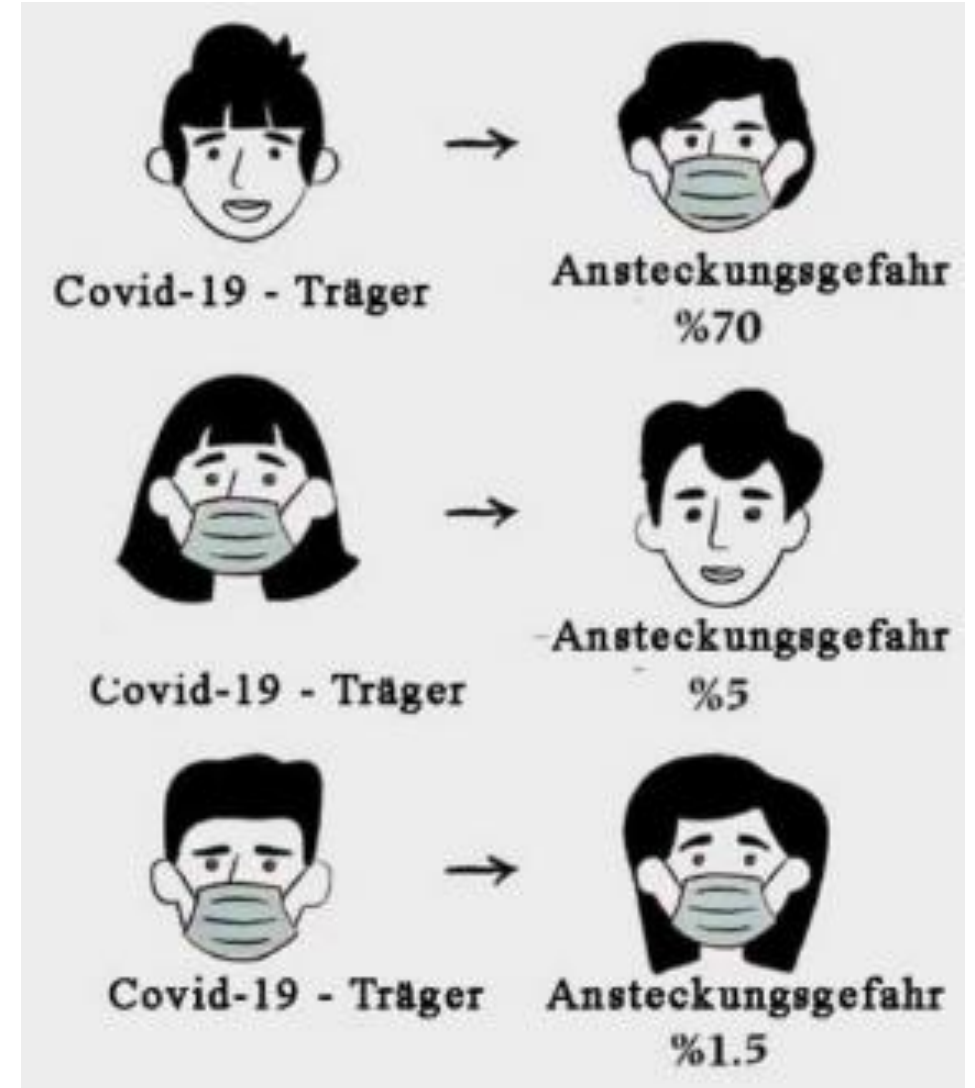 Covid-19 - Träger
Ansteckungsgefahr
%70
Covid-19 - Träger
Ansteckungsgefahr
%5
Covid-19 - Träger
Ansteckungsgefahr
%1.5